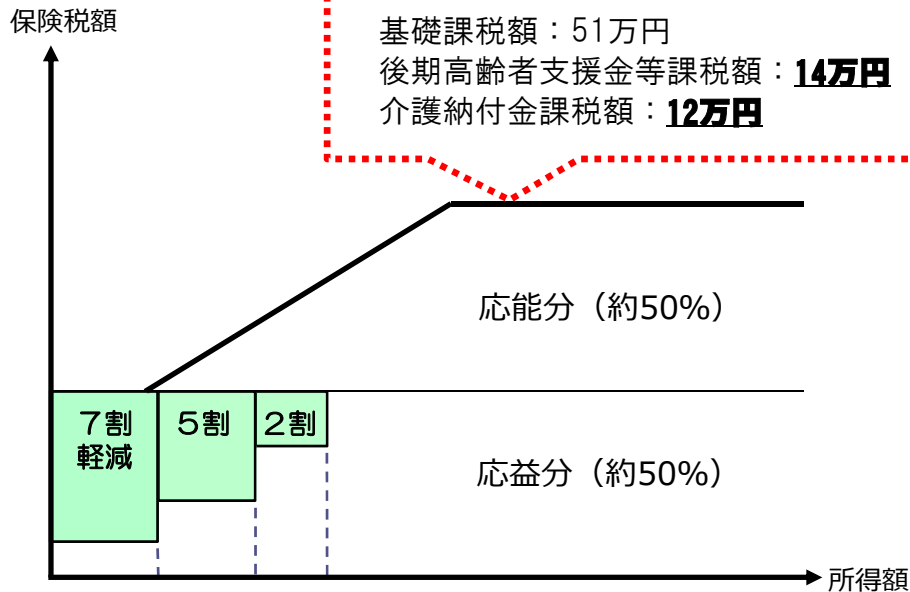 保険税額
基礎課税額：51万円
後期高齢者支援金等課税額：14万円
介護納付金課税額：12万円
応能分（約50%）
７割
軽減
５割
２割
応益分（約50%）
所得額